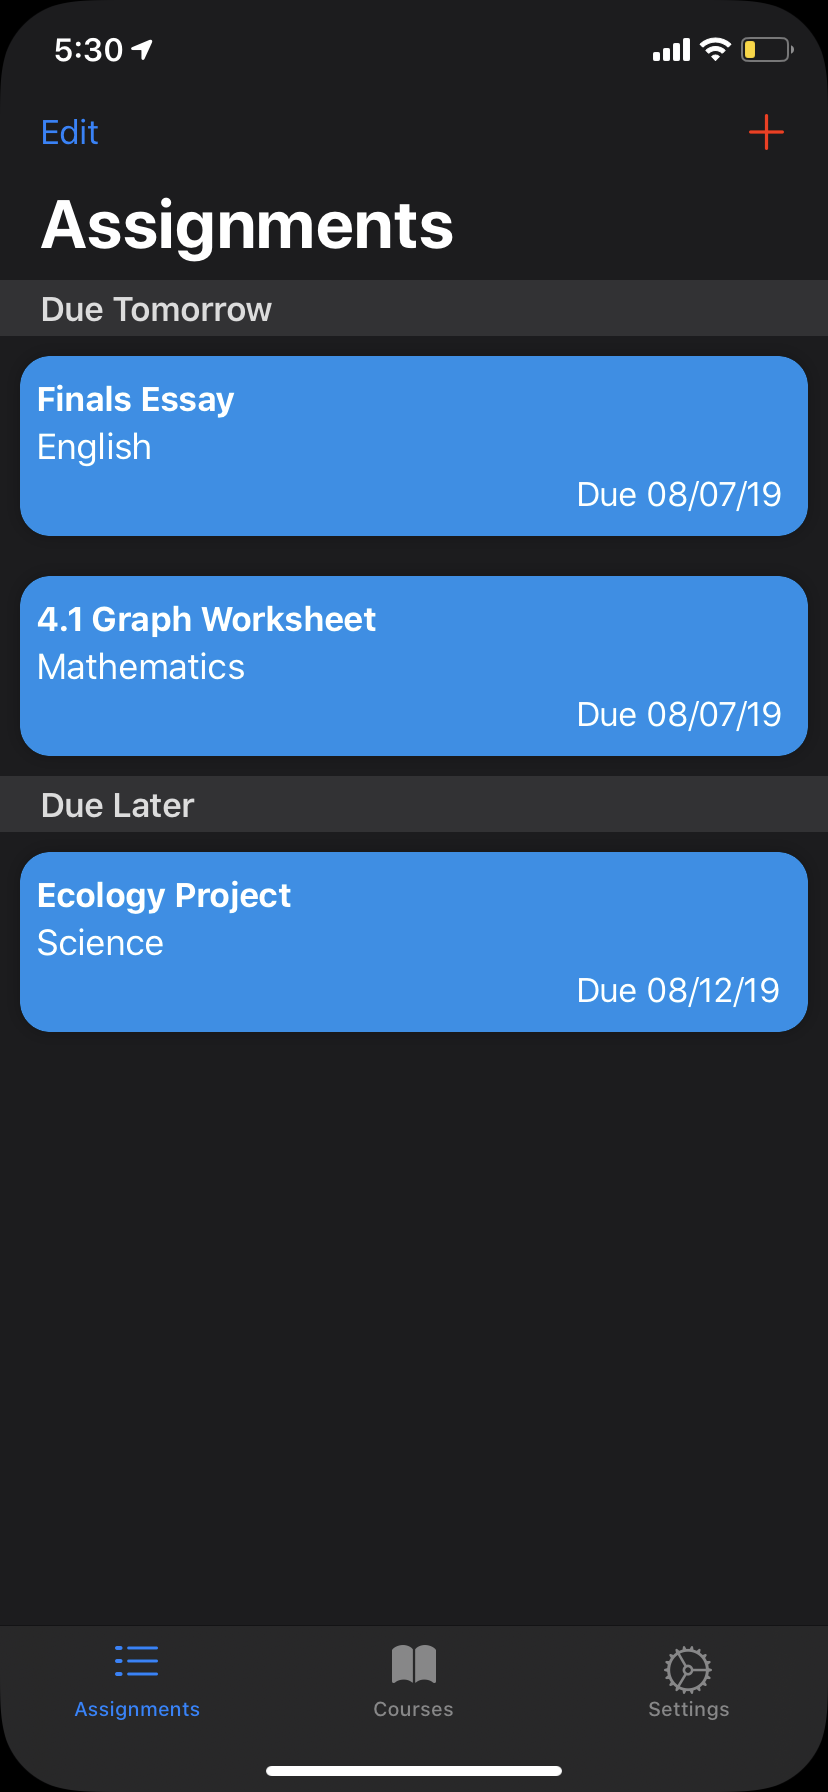 5:30
Edit
Assignments
Due Tomorrow
Finals Essay
English
Due 08/07/19
4.1 Graph Worksheet
Mathematics
Due 08/07/19
Due Later
Ecology Project
Science
Due 08/12/19
Assignments Courses Settings